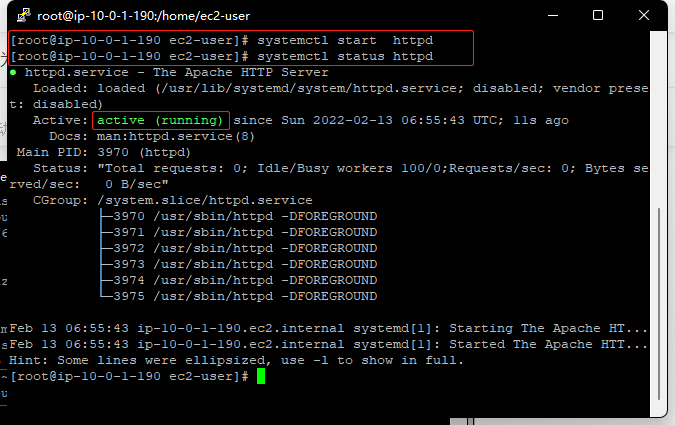 root@ip-10-0-1-190:/home/ec2-user
[root@ip-10-0-1-190 ec2-user]# systemctl start  httpd
[root@ip-10-0-1-190 ec2-user]# systemctl status httpd
● httpd.service - The Apache HTTP Server
   Loaded: loaded (/usr/lib/systemd/system/httpd.service; disabled; vendor prese
t: disabled)
   Active: active (running) since Sun 2022-02-13 06:55:43 UTC; 11s ago
     Docs: man:httpd.service(8)
 Main PID: 3970 (httpd)
   Status: "Total requests: 0; Idle/Busy workers 100/0;Requests/sec: 0; Bytes se
rved/sec:   0 B/sec"
   CGroup: /system.slice/httpd.service
           ├─3970 /usr/sbin/httpd -DFOREGROUND
           ├─3971 /usr/sbin/httpd -DFOREGROUND
           ├─3972 /usr/sbin/httpd -DFOREGROUND
           ├─3973 /usr/sbin/httpd -DFOREGROUND
           ├─3974 /usr/sbin/httpd -DFOREGROUND
           └─3975 /usr/sbin/httpd -DFOREGROUND

Feb 13 06:55:43 ip-10-0-1-190.ec2.internal systemd[1]: Starting The Apache HT...
Feb 13 06:55:43 ip-10-0-1-190.ec2.internal systemd[1]: Started The Apache HTT...
Hint: Some lines were ellipsized, use -l to show in full.
[root@ip-10-0-1-190 ec2-user]#